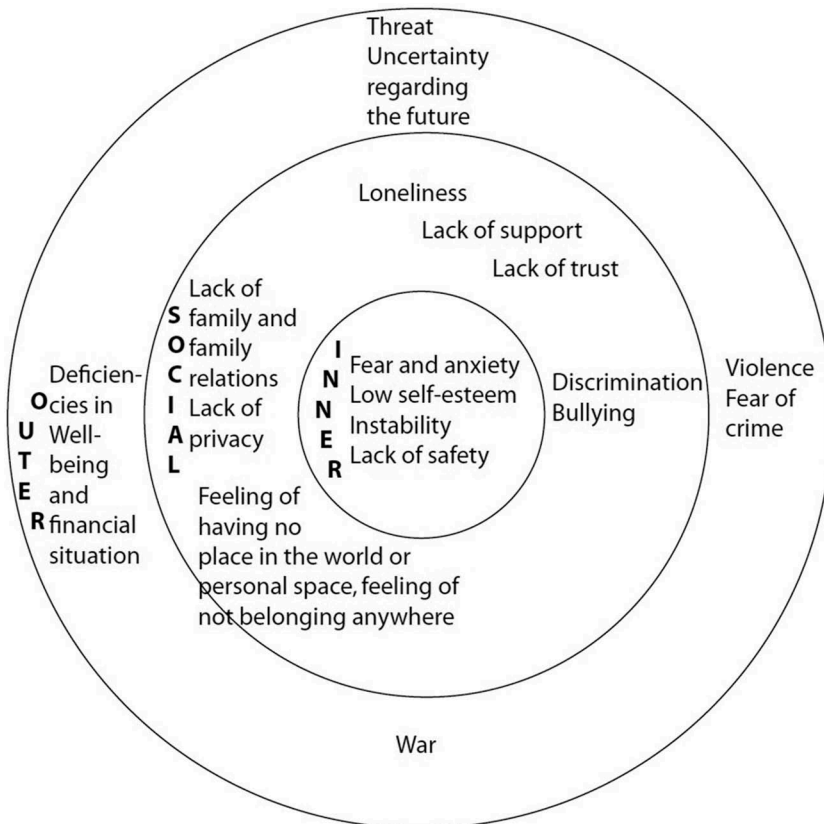 Threat
Uncertainty
regarding
the future
Loneliness
Lack of support
Lack of trust
SOCIAL
Lack of
family and
family
relations
Lack of
privacy
INNER
Fear and anxiety
Low self-esteem
Instability
Lack of safety
Discrimination
Bullying
Violence
Fear of
crime
OUTER
Deficien-
cies in
Well-
being
and
financial
situation
Feeling of
having no
place in the world or
personal space, feeling of
not belonging anywhere
War